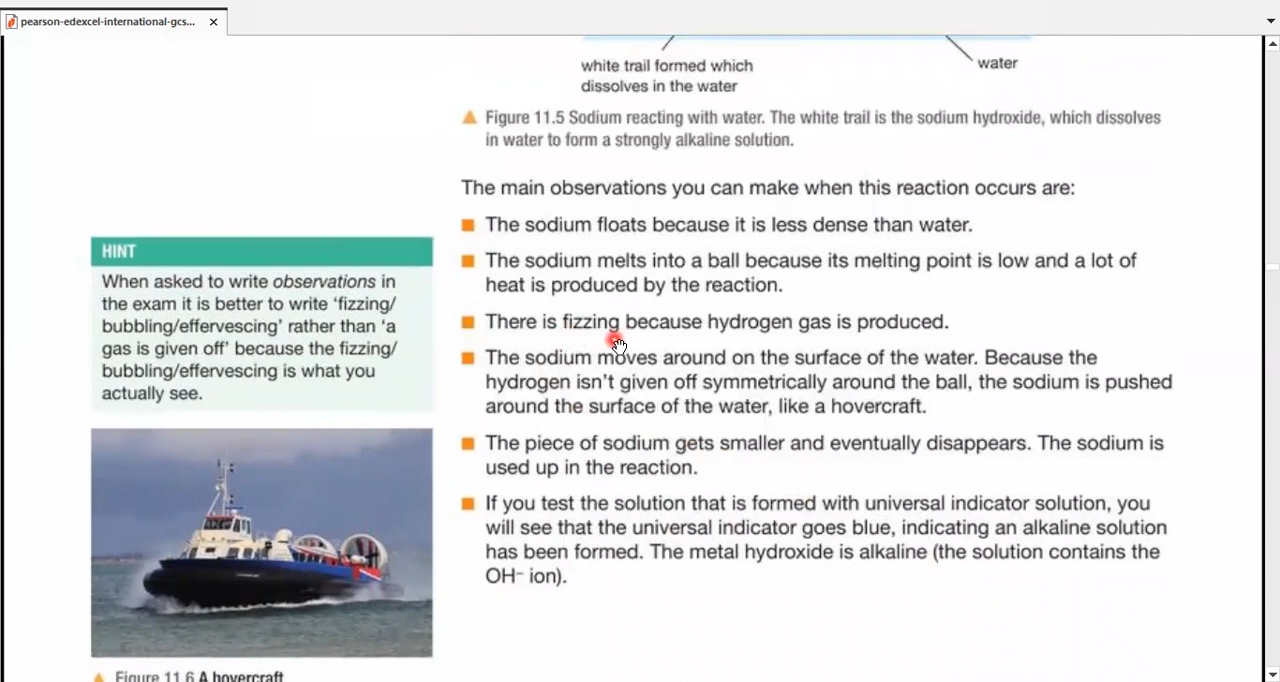 pearson-edexcel-international-gcs...
white trail formed which
dissolves in the water
water
Figure 11.5 Sodium reacting with water. The white trail is the sodium hydroxide, which dissolves
in water to form a strongly alkaline solution.
The main observations you can make when this reaction occurs are:
The sodium floats because it is less dense than water.
The sodium melts into a ball because its melting point is low and a lot of
heat is produced by the reaction.
There is fizzing because hydrogen gas is produced.
The sodium moves around on the surface of the water. Because the
hydrogen isn't given off symmetrically around the ball, the sodium is pushed
around the surface of the water, like a hovercraft.
The piece of sodium gets smaller and eventually disappears. The sodium is
used up in the reaction.
If you test the solution that is formed with universal indicator solution, you
will see that the universal indicator goes blue, indicating an alkaline solution
has been formed. The metal hydroxide is alkaline (the solution contains the
OH⁻ ion).
HINT
When asked to write observations in
the exam it is better to write 'fizzing/
bubbling/effervescing' rather than 'a
gas is given off' because the fizzing/
bubbling/effervescing is what you
actually see.
Figure 11.6 A hovercraft